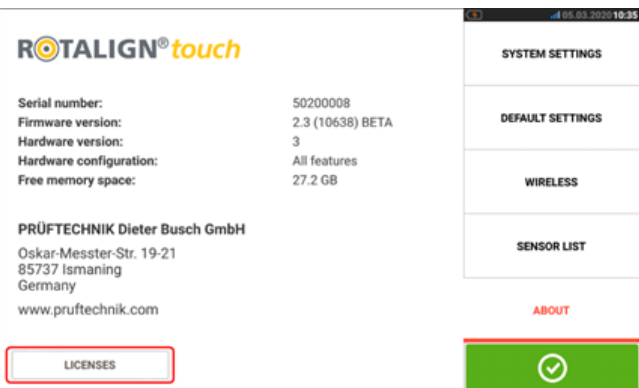 05.03.2020 10:35
ROTALIGN® touch
Serial number: 50200008
Firmware version: 2.3 (10638) BETA
Hardware version: 3
Hardware configuration: All features
Free memory space: 27.2 GB
PRÜFTECHNIK Dieter Busch GmbH
Oskar-Messter-Str. 19-21
85737 Ismaning
Germany
www.pruftechnik.com
LICENSES
SYSTEM SETTINGS
DEFAULT SETTINGS
WIRELESS
SENSOR LIST
ABOUT